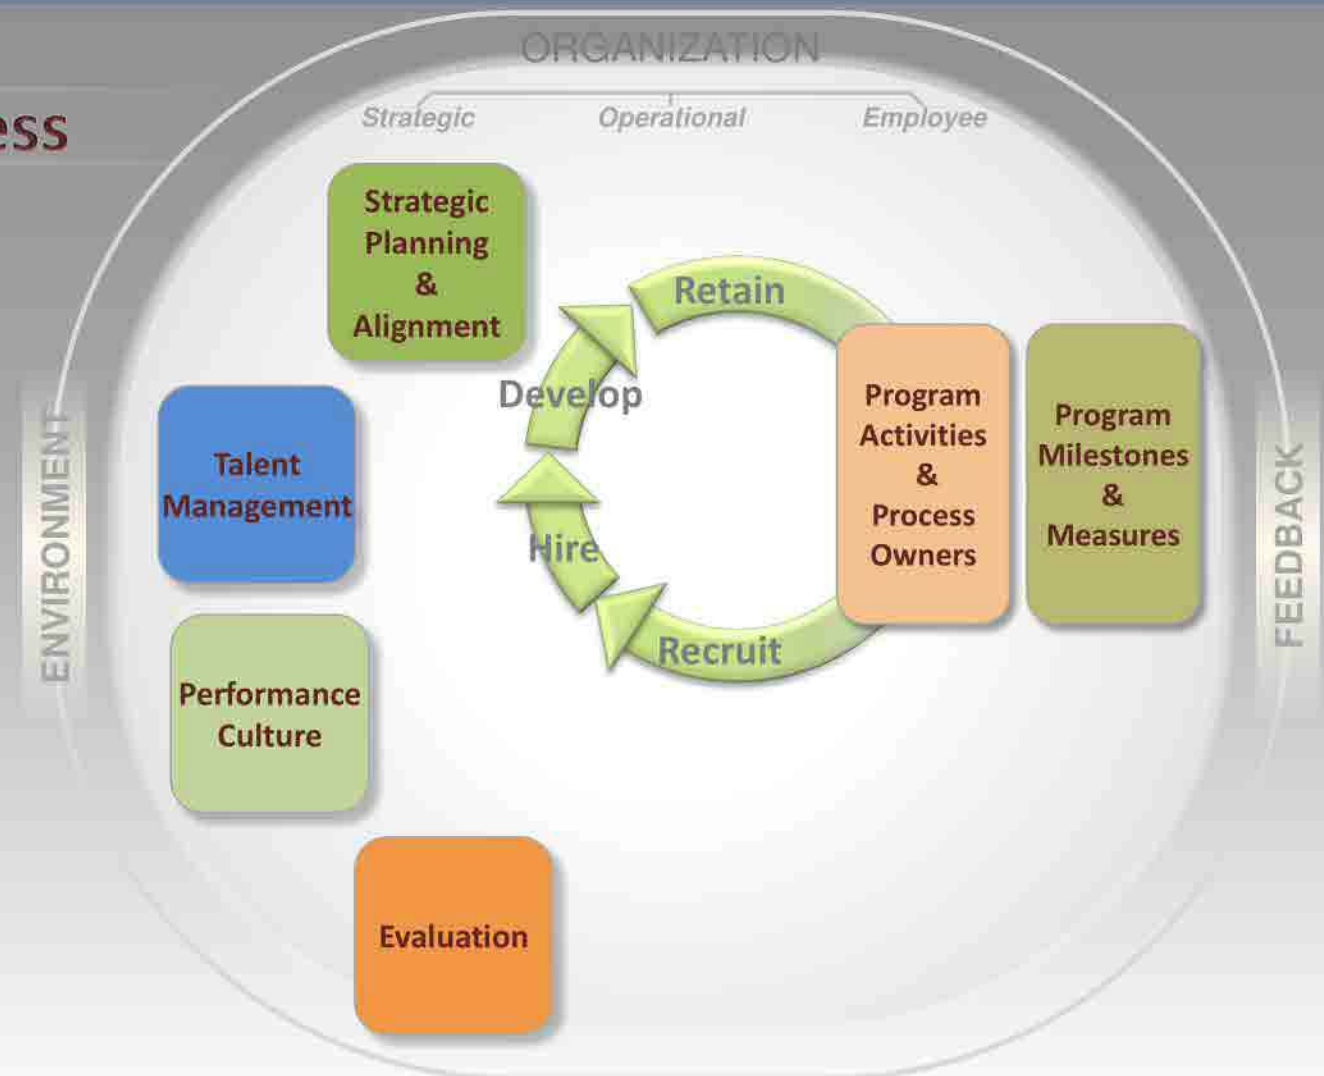 ORGANIZATION
Strategic Operational Employee
ess
Strategic
Planning
&
Alignment
Retain
Develop
Hire
Recruit
Program
Activities
&
Process
Owners
Program
Milestones
&
Measures
Talent
Management
Performance
Culture
Evaluation
ENVIRONMENT
FEEDBACK